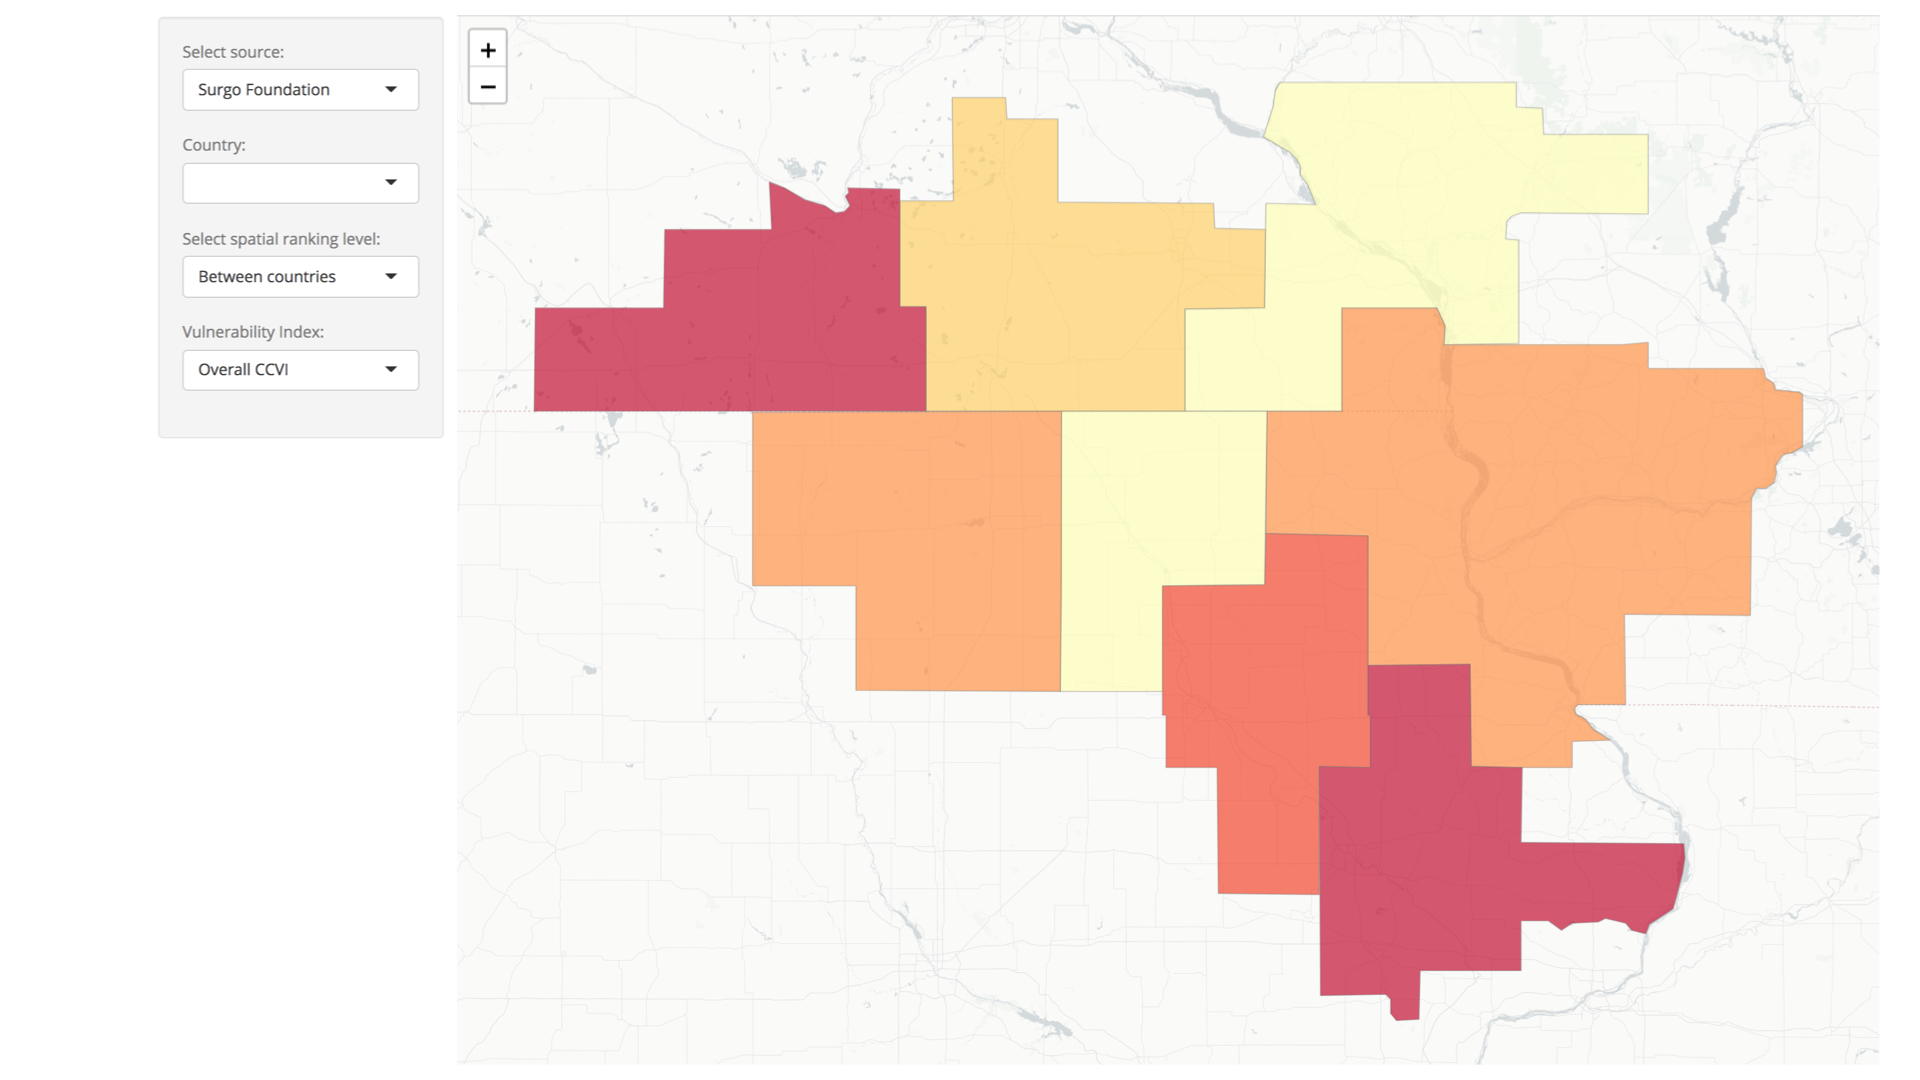 Select source:
Surgo Foundation
Country:
Select spatial ranking level:
Between countries
Vulnerability Index:
Overall CCVI
+
−